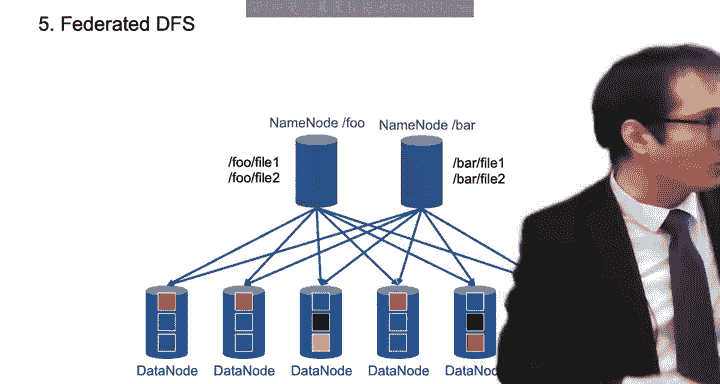 5. Federated DFS
NameNode /foo
NameNode /bar
/foo/file1
/foo/file2
/bar/file1
/bar/file2
DataNode
DataNode
DataNode
DataNode